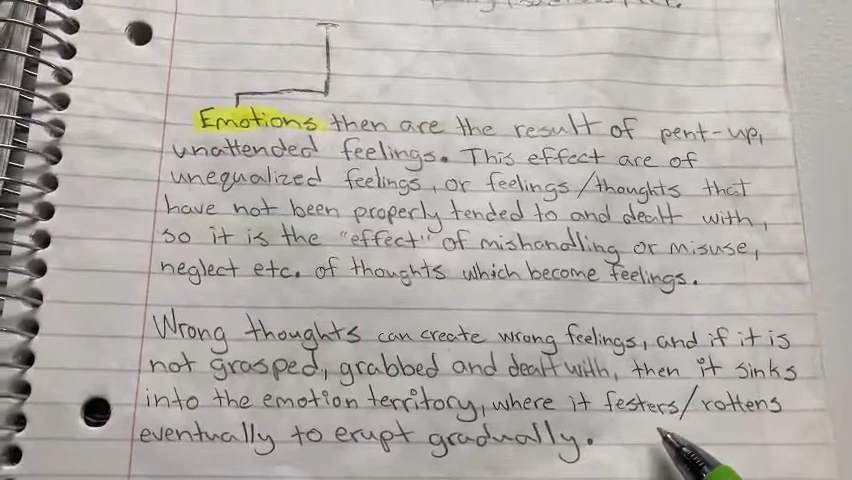 Emotions then are the result of pent-up,
unattended feelings. This effect are of
unequalized feelings, or feelings/thoughts that
have not been properly tended to and dealt with,
so it is the "effect" of mishandling or misuse,
neglect etc. of thoughts which become feelings.
Wrong thoughts can create wrong feelings, and if it is
not grasped, grabbed and dealt with, then it sinks
into the emotion territory, where it festers/rottens
eventually to erupt gradually.